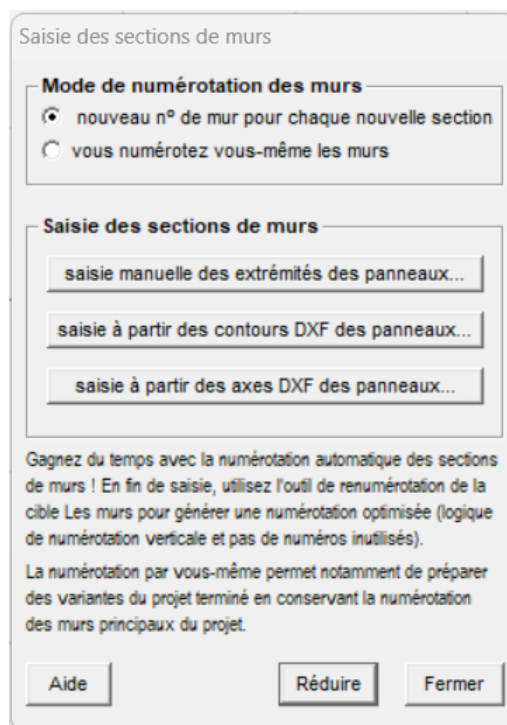 Saisie des sections de murs
Mode de numérotation des murs
nouveau n° de mur pour chaque nouvelle section
vous numérotez vous-même les murs
Saisie des sections de murs
saisie manuelle des extrémités des panneaux...
saisie à partir des contours DXF des panneaux...
saisie à partir des axes DXF des panneaux...
Gagnez du temps avec la numérotation automatique des sections
de murs ! En fin de saisie, utilisez l'outil de renumérotation de la
cible Les murs pour générer une numérotation optimisée (logique
de numérotation verticale et pas de numéros inutilisés).
La numérotation par vous-même permet notamment de préparer
des variantes du projet terminé en conservant la numérotation
des murs principaux du projet.
Aide Réduire Fermer